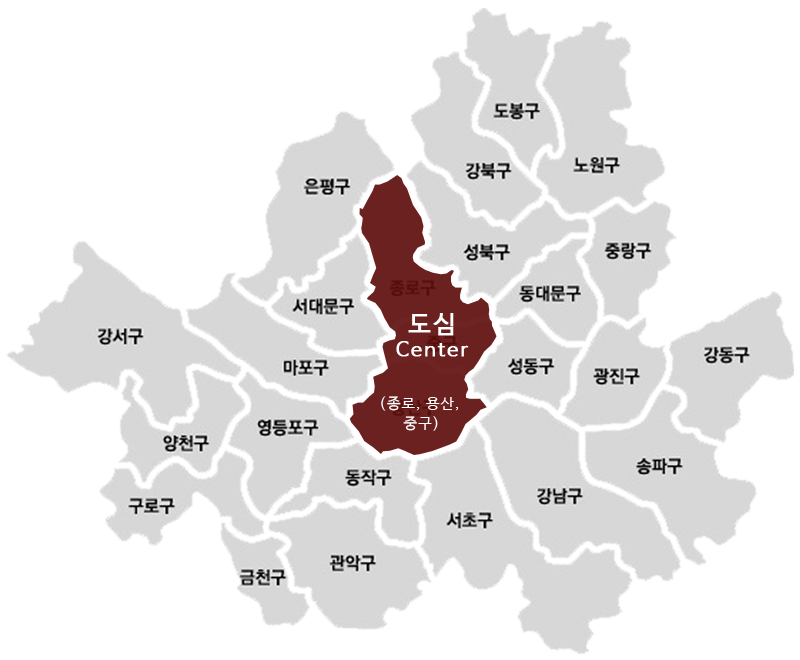 도봉구
강북구
노원구
은평구
성북구
중랑구
종로구
동대문구
서대문구
도심
Center
강서구
마포구
성동구
광진구
강동구
(종로, 용산,
중구)
영등포구
양천구
동작구
송파구
강남구
구로구
서초구
관악구
금천구